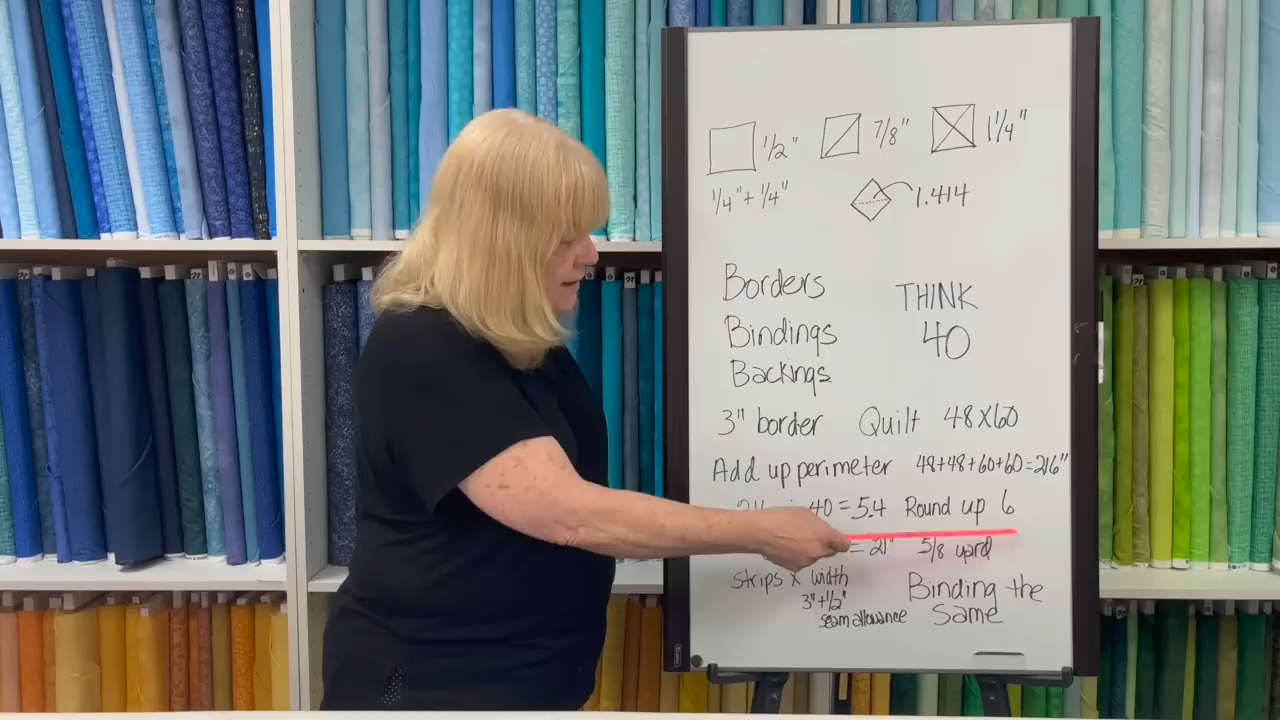 1/2" 7/8" 1 1/4"
1/4" + 1/4" 1.414
Borders THINK
Bindings 40
Backings
3" border Quilt 48X60
Add up perimeter 48+48+60+60=216"
40 = 5.4 Round up 6
= 21" 5/8 yard
strips x width Binding the
3"+1/2" Same
seam allowance